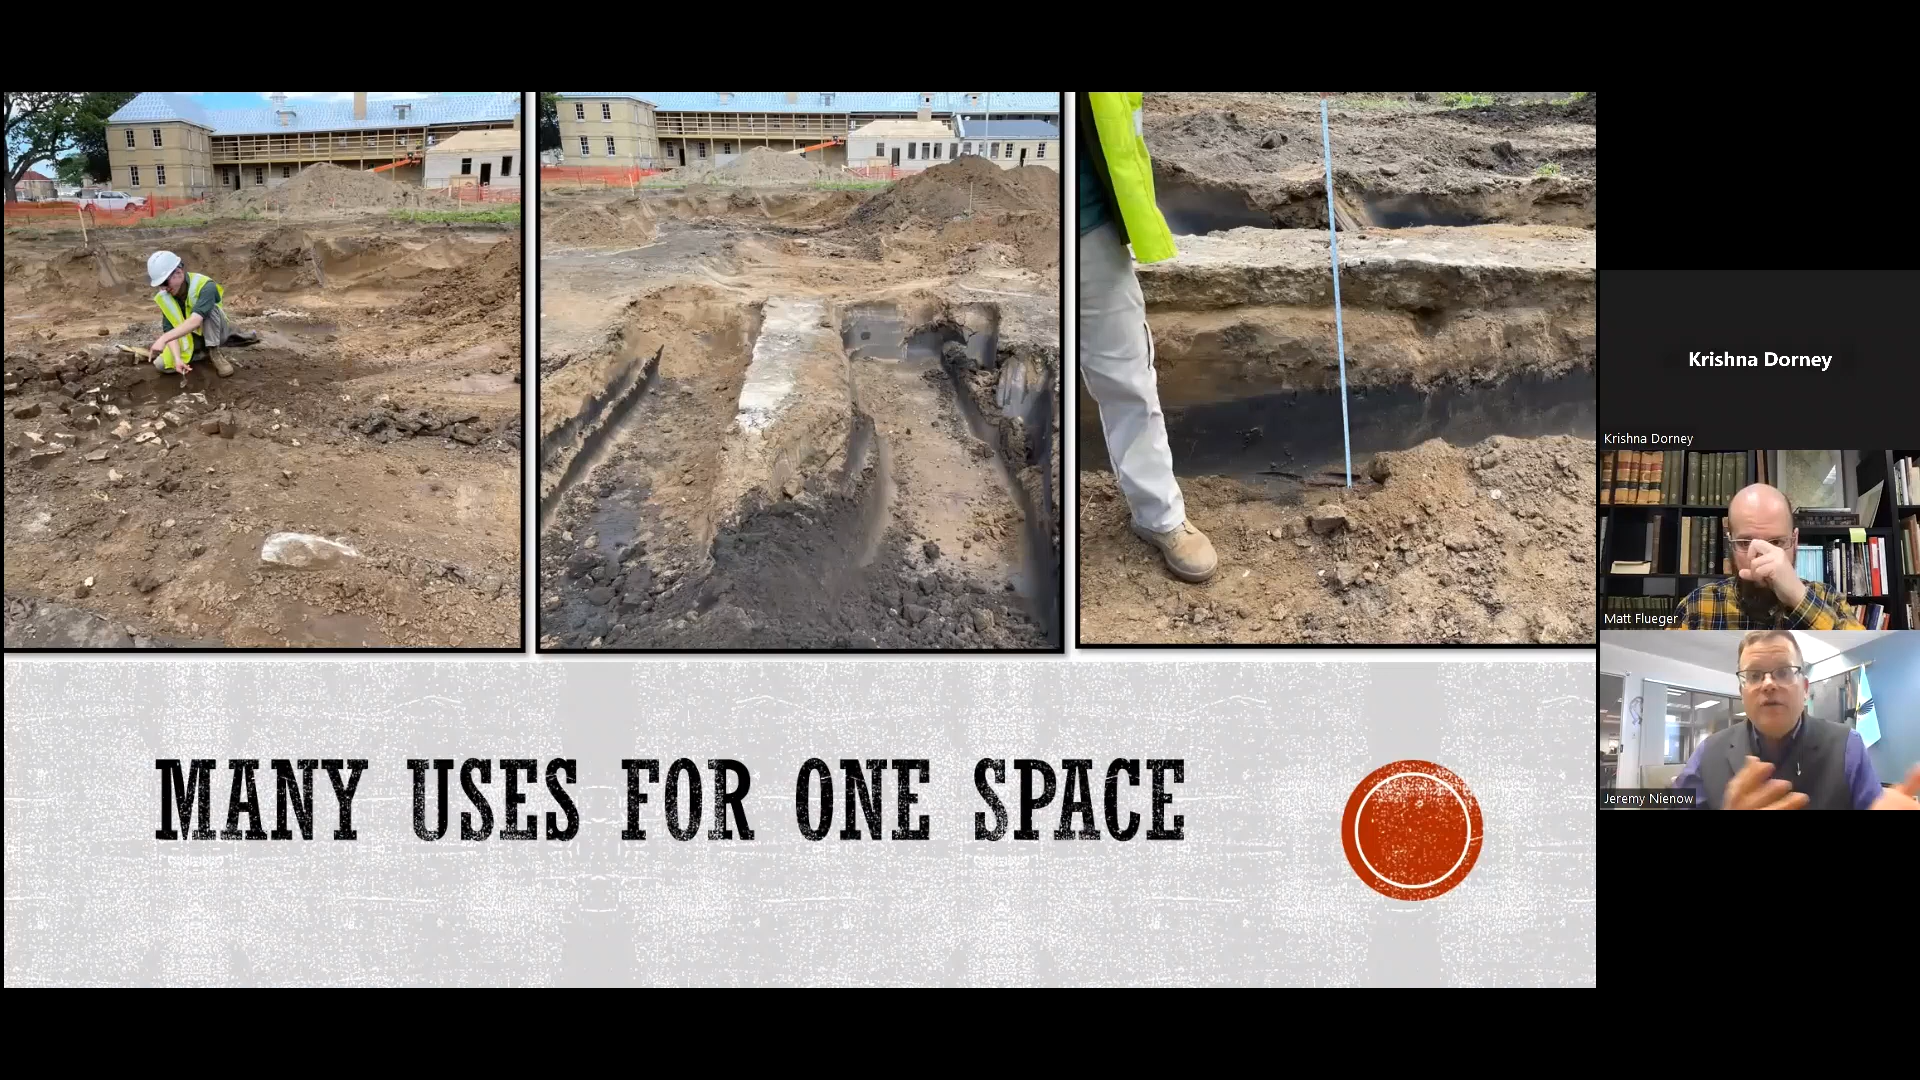 MANY USES FOR ONE SPACE
Krishna Dorney
Krishna Dorney
Matt Flueger
Jeremy Nienow